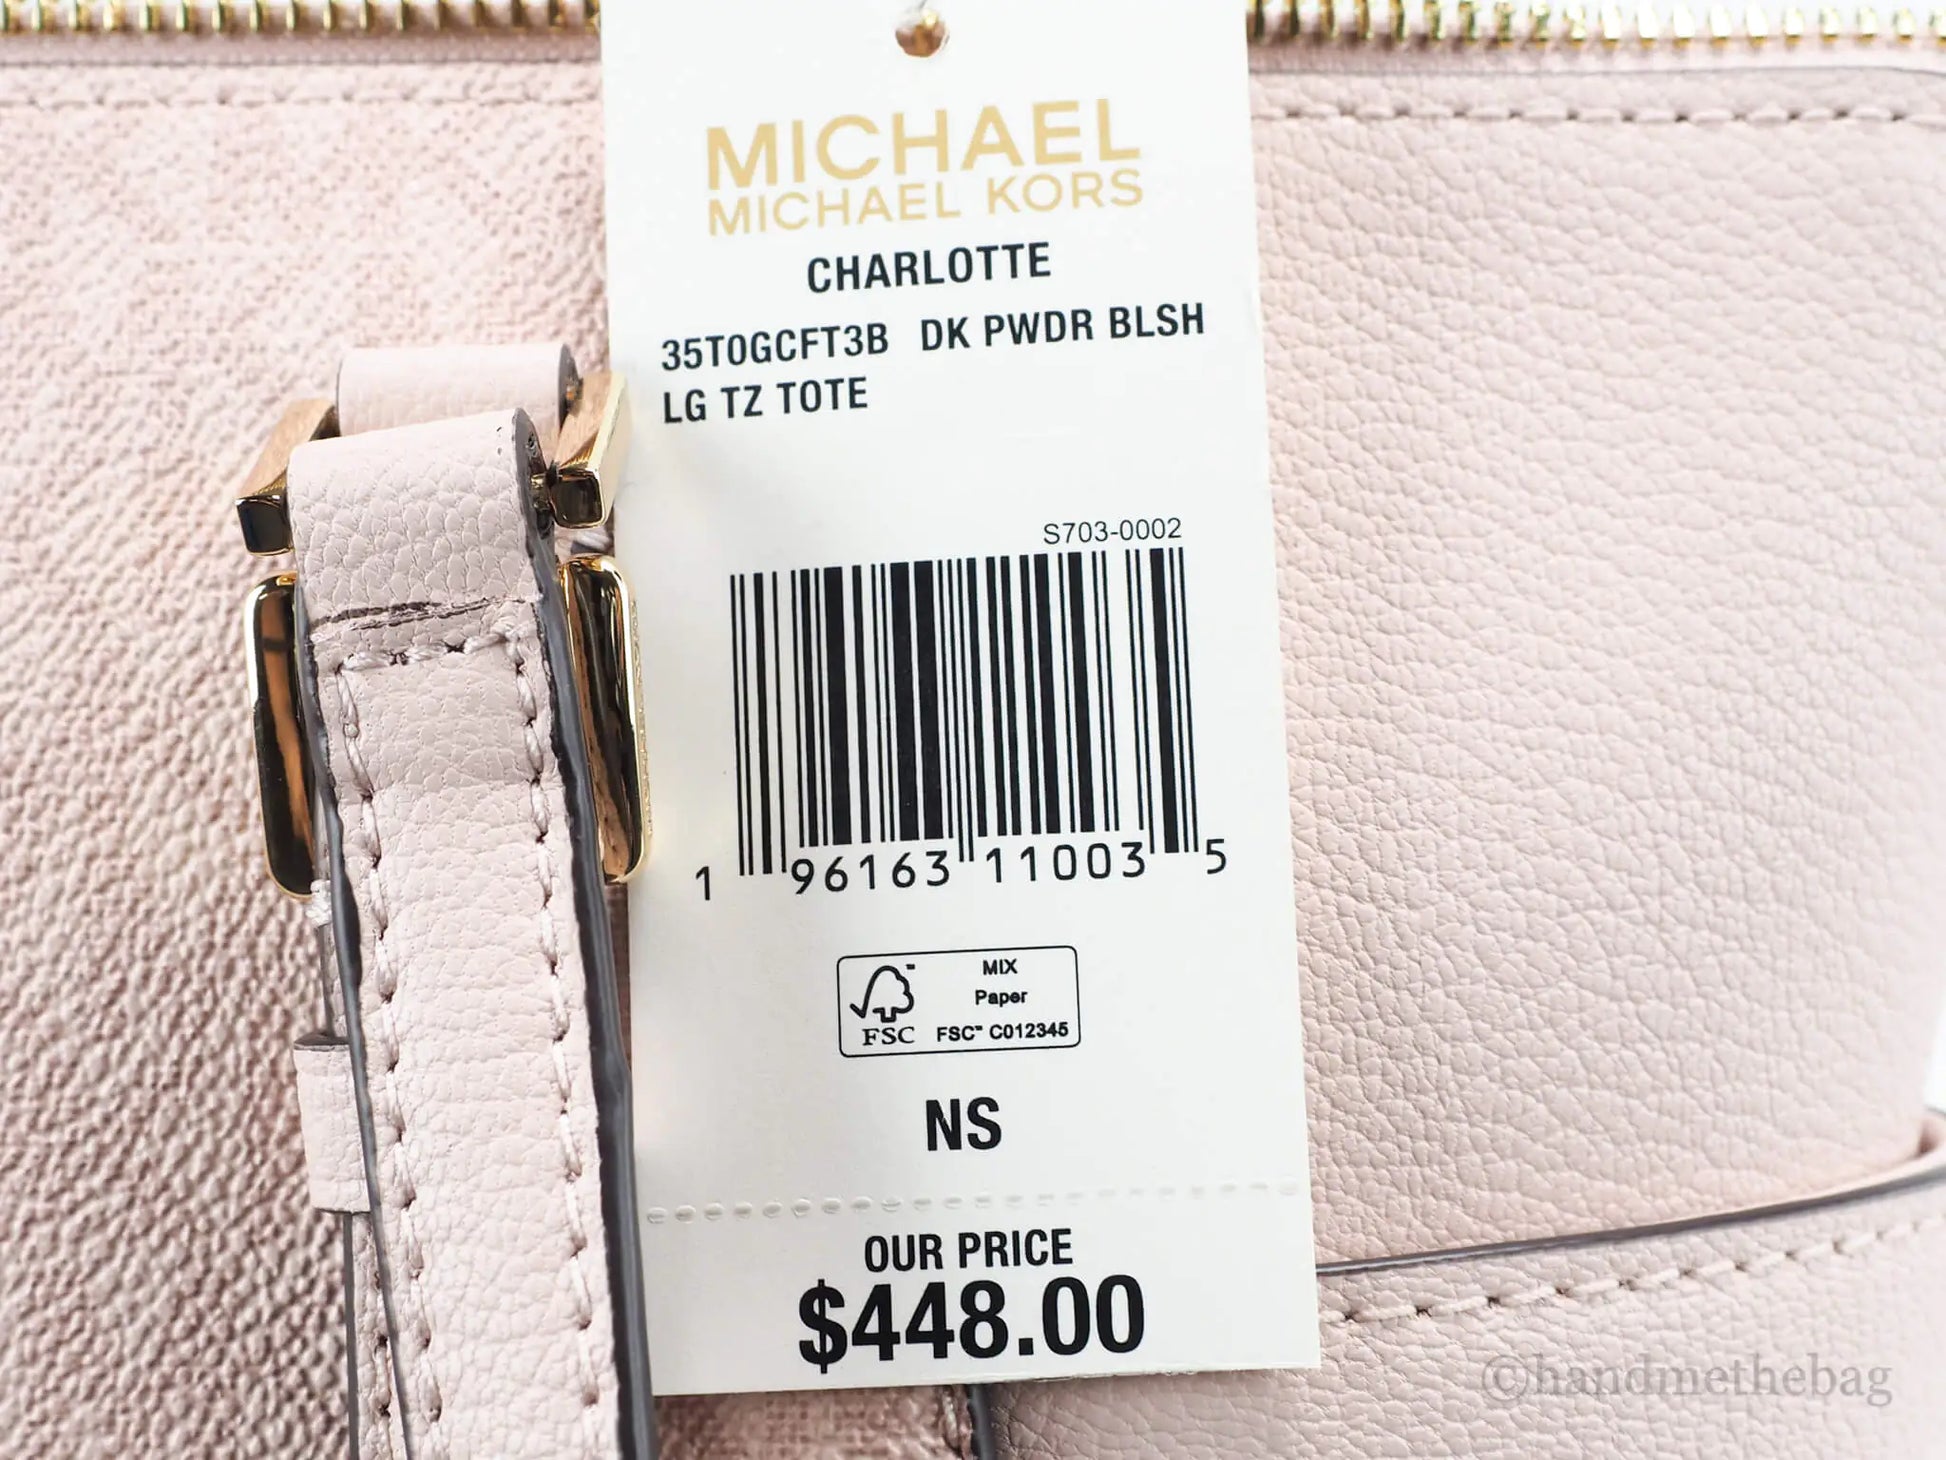 MICHAEL
MICHAEL KORS
CHARLOTTE
35T0GCFT3B DK PWDR BLSH
LG TZ TOTE
S703-0002
1 96163 11003 5
MIX
Paper
FSC FSC™ C012345
NS
OUR PRICE
$448.00
©handmethebag